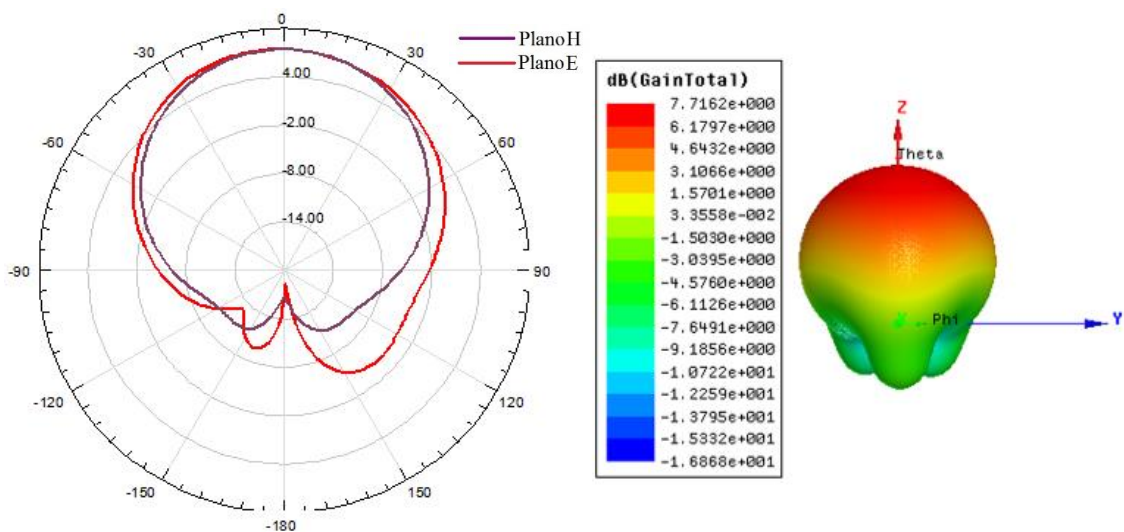 0
-30
30
Plano H
Plano E
4.00
-60
60
-2.00
-8.00
-14.00
-90
90
-120
120
-150
150
-180
dB(GainTotal)
7.7162e+000
6.1797e+000
4.6432e+000
3.1066e+000
1.5701e+000
3.3558e-002
-1.5030e+000
-3.0395e+000
-4.5760e+000
-6.1126e+000
-7.6491e+000
-9.1856e+000
-1.0722e+001
-1.2259e+001
-1.3795e+001
-1.5332e+001
-1.6868e+001
Z
Theta
X
Phi
Y